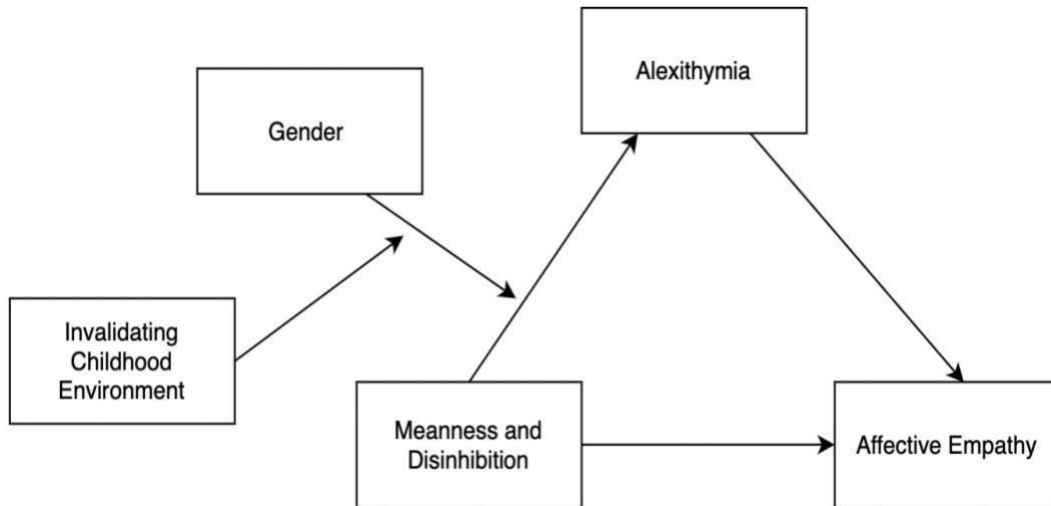 Alexithymia
Gender
Invalidating
Childhood
Environment
Meanness and
Disinhibition
Affective Empathy